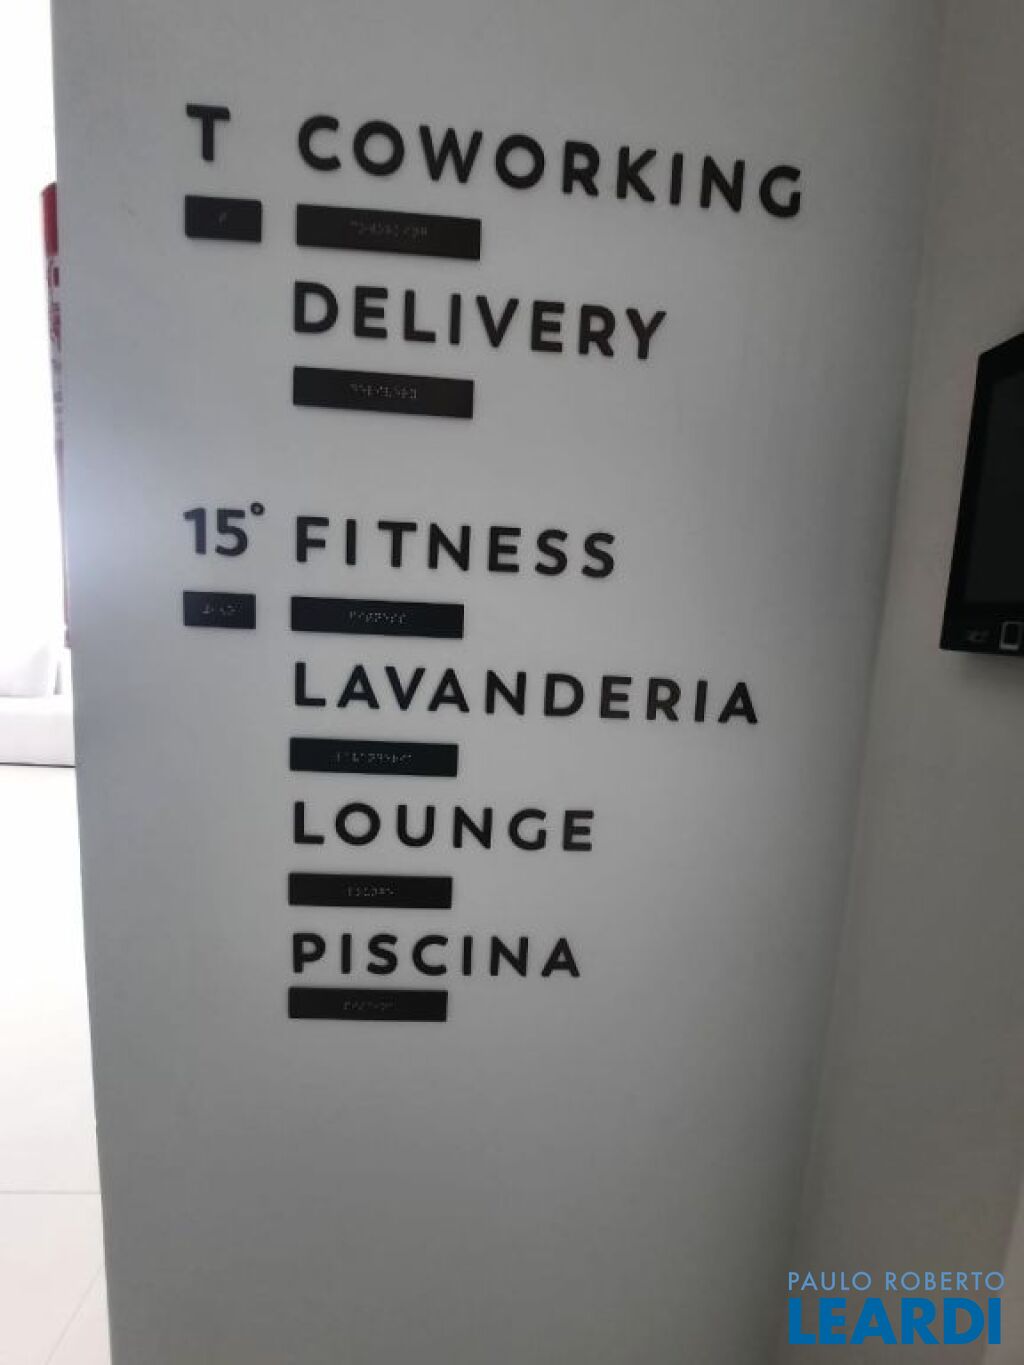 T COWORKING
DELIVERY
15° FITNESS
LAVANDERIA
LOUNGE
PISCINA
PAULO ROBERTO
LEARDI